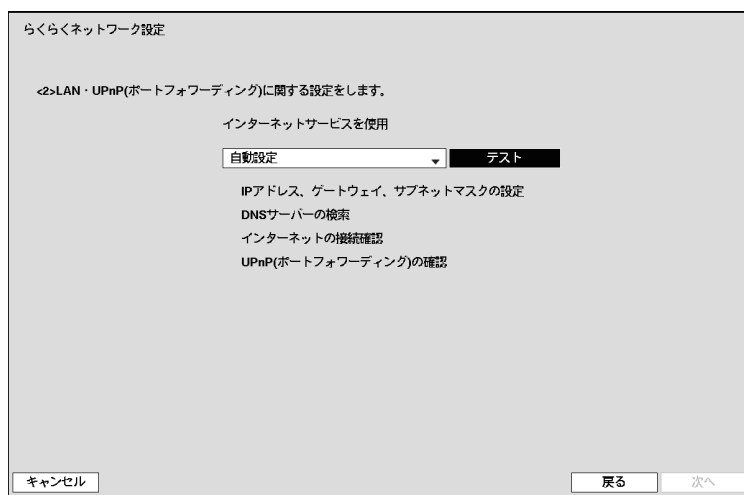 らくらくネットワーク設定
<2>LAN・UPnP(ポートフォワーディング)に関する設定をします。
インターネットサービスを使用
自動設定 テスト
IPアドレス、ゲートウェイ、サブネットマスクの設定
DNSサーバーの検索
インターネットの接続確認
UPnP(ポートフォワーディング)の確認
キャンセル 戻る 次へ